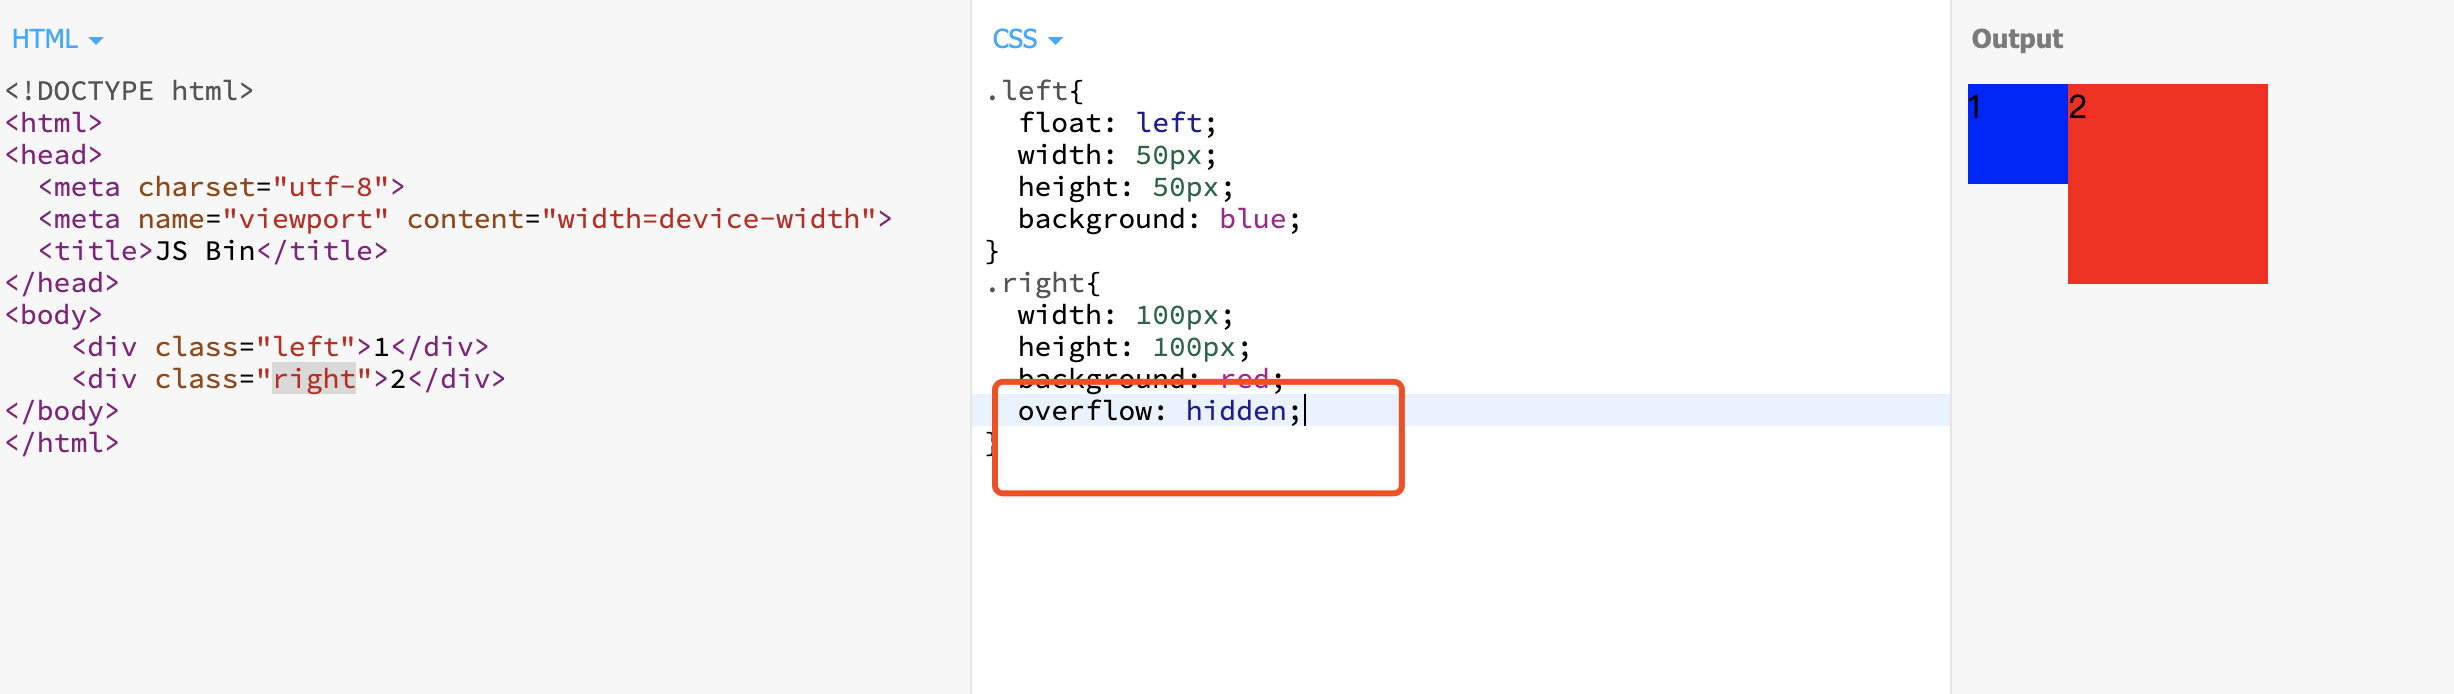 HTML
<!DOCTYPE html>
<html>
<head>
  <meta charset="utf-8">
  <meta name="viewport" content="width=device-width">
  <title>JS Bin</title>
</head>
<body>
    <div class="left">1</div>
    <div class="right">2</div>
</body>
</html>
CSS
.left{
  float: left;
  width: 50px;
  height: 50px;
  background: blue;
}
.right{
  width: 100px;
  height: 100px;
  background: red;
  overflow: hidden;
}
Output
1
2